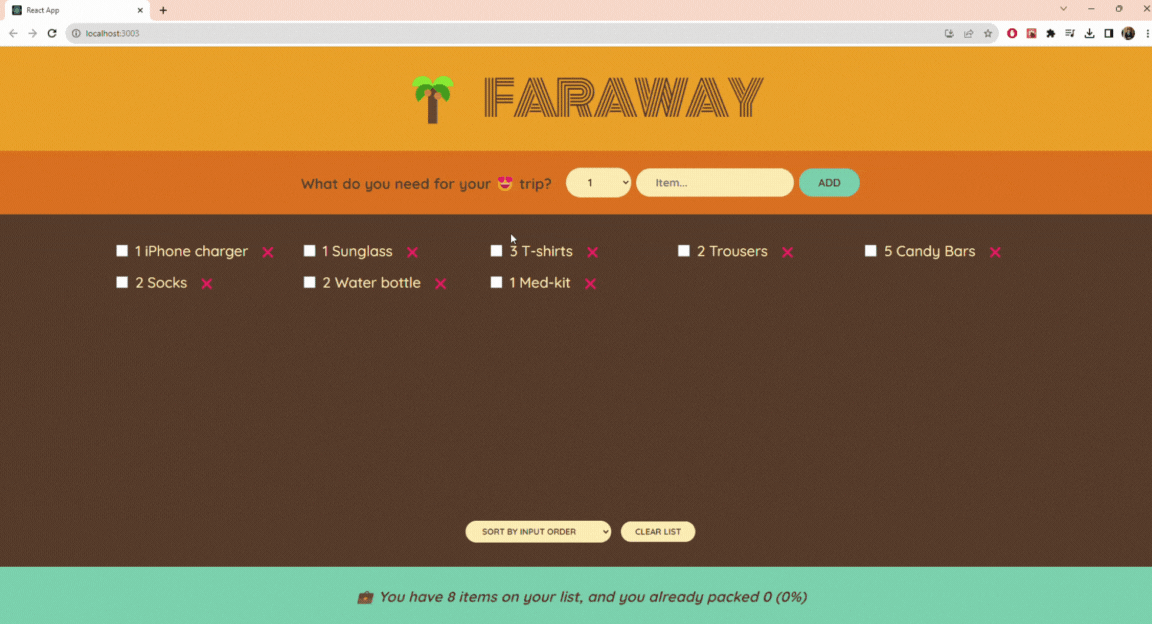 React App
localhost:3003
FARAWAY
What do you need for your 😍 trip? 1 Item... ADD
1 iPhone charger ❌ 1 Sunglass ❌ 3 T-shirts ❌ 2 Trousers ❌ 5 Candy Bars ❌
2 Socks ❌ 2 Water bottle ❌ 1 Med-kit ❌
SORT BY INPUT ORDER CLEAR LIST
💼 You have 8 items on your list, and you already packed 0 (0%)